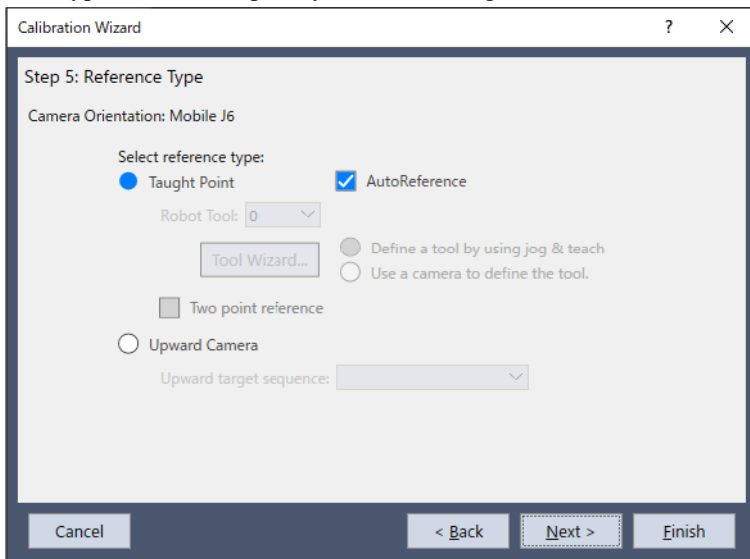 Calibration Wizard ? ×
Step 5: Reference Type
Camera Orientation: Mobile J6
Select reference type:
Taught Point AutoReference
Robot Tool: 0
Tool Wizard... Define a tool by using jog & teach
Use a camera to define the tool.
Two point reference
Upward Camera
Upward target sequence:
Cancel < Back Next > Finish